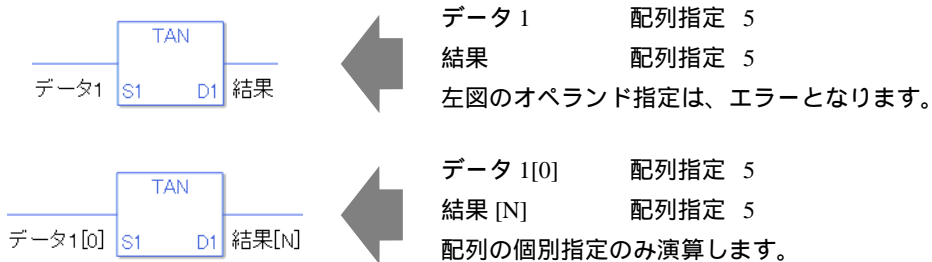 TAN
データ1 S1 D1 結果
データ 1 配列指定 5
結果 配列指定 5
左図のオペランド指定は、エラーとなります。
TAN
データ1[0] S1 D1 結果[N]
データ 1[0] 配列指定 5
結果 [N] 配列指定 5
配列の個別指定のみ演算します。